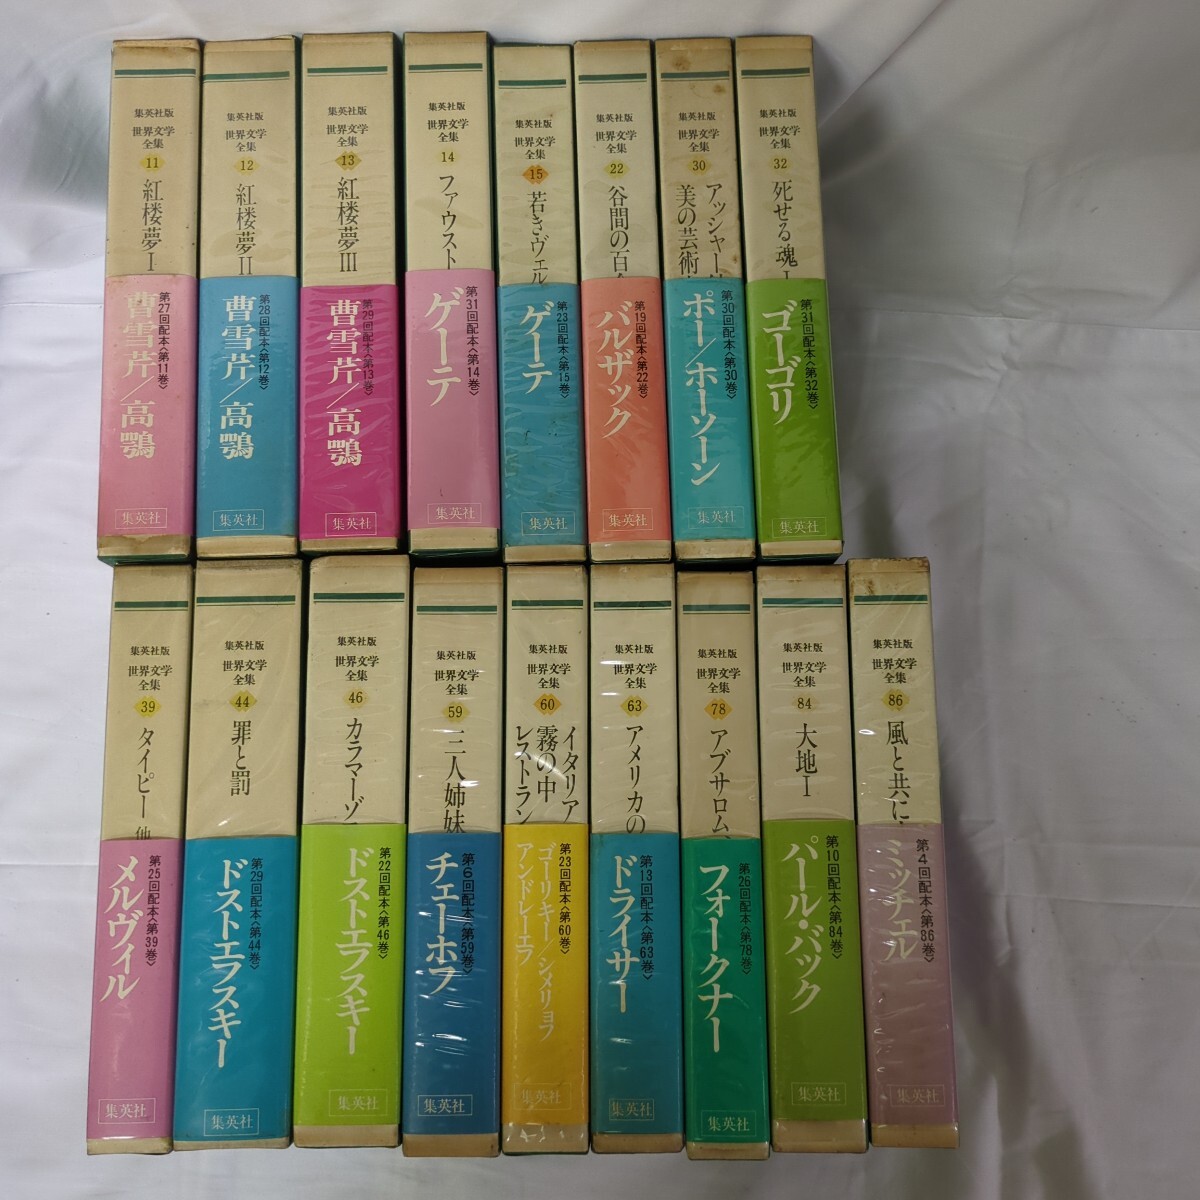 集英社版
世界文学
全集
11
紅楼夢Ⅰ
第27回配本〈第11巻〉
曹雪芹/高鶚
集英社
集英社版
世界文学
全集
12
紅楼夢Ⅱ
第28回配本〈第12巻〉
曹雪芹/高鶚
集英社
集英社版
世界文学
全集
13
紅楼夢Ⅲ
第29回配本〈第13巻〉
曹雪芹/高鶚
集英社
集英社版
世界文学
全集
14
ファウスト
第31回配本〈第14巻〉
ゲーテ
集英社
集英社版
世界文学
全集
15
若きヴェル
第23回配本〈第15巻〉
ゲーテ
集英社
集英社版
世界文学
全集
22
谷間の百合
第19回配本〈第22巻〉
バルザック
集英社
集英社版
世界文学
全集
30
アッシャー
美の芸術
第30回配本〈第30巻〉
ポー/ホーソーン
集英社
集英社版
世界文学
全集
32
死せる魂Ⅰ
第31回配本〈第32巻〉
ゴーゴリ
集英社版
世界文学
全集
39
タイピー 他
第25回配本〈第39巻〉
メルヴィル
集英社
集英社版
世界文学
全集
44
罪と罰
第29回配本〈第44巻〉
ドストエフスキー
集英社
集英社版
世界文学
全集
46
カラマーゾ
第22回配本〈第46巻〉
ドストエフスキー
集英社
集英社版
世界文学
全集
59
三人姉妹
第6回配本〈第59巻〉
チェーホフ
集英社
集英社版
世界文学
全集
60
イタリア
霧の中
レストラン
第23回配本〈第60巻〉
ゴーリキー/シメリョフ
アンドレーエフ
集英社
集英社版
世界文学
全集
63
アメリカの
第13回配本〈第63巻〉
ドライサー
集英社
集英社版
世界文学
全集
78
アブサロム、
第26回配本〈第78巻〉
フォークナー
集英社
集英社版
世界文学
全集
84
大地Ⅰ
第10回配本〈第84巻〉
パール・バック
集英社
集英社版
世界文学
全集
86
風と共に
第4回配本〈第86巻〉
ミッチェル
集英社